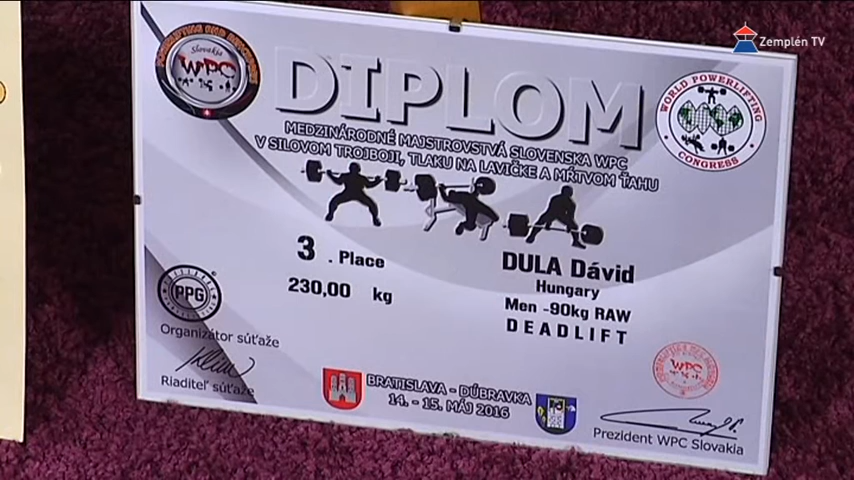 Zemplén TV
Slovakia
WPC
DIPLOM
WORLD POWERLIFTING
CONGRESS
MEDZINÁRODNÉ MAJSTROVSTVÁ SLOVENSKA WPC
V SILOVOM TROJBOJI, TLAKU NA LAVIČKE A MŔTVOM ŤAHU
3 . Place
230,00 kg
DULA Dávid
Hungary
Men -90kg RAW
DEADLIFT
PPG
Organizátor súťaže
Riaditeľ súťaže
BRATISLAVA - DÚBRAVKA
14. - 15. MÁJ 2016
WPC
Prezident WPC Slovakia